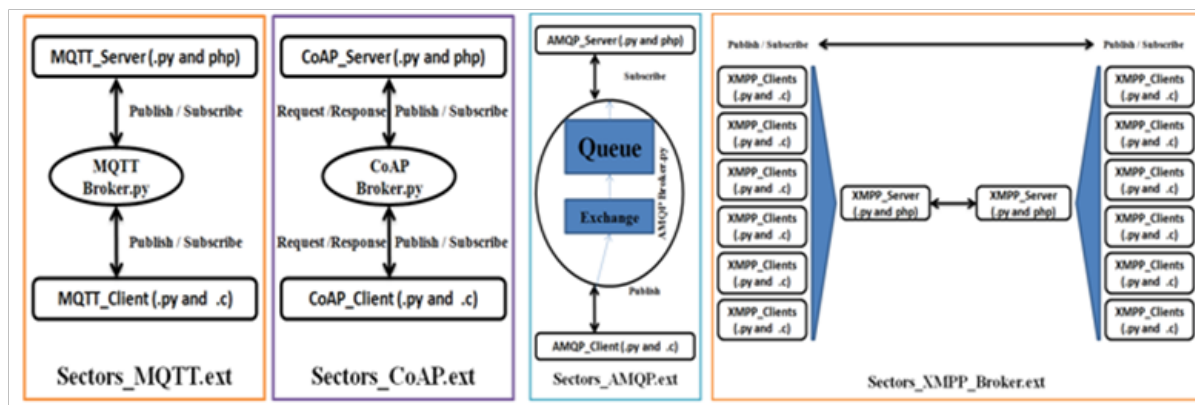 MQTT_Server (.py and php)
Publish / Subscribe
MQTT
Broker.py
Publish / Subscribe
MQTT_Client (.py and .c)
Sectors_MQTT.ext
CoAP_Server (.py and php)
Request /Response Publish / Subscribe
CoAP
Broker.py
Request /Response Publish / Subscribe
CoAP_Client (.py and .c)
Sectors_CoAP.ext
AMQP_Server (.py and php)
Subscribe
Queue
Exchange
AMQP Broker.py
Publish
AMQP_Client (.py and .c)
Sectors_AMQP.ext
Publish / Subscribe
Publish / Subscribe
XMPP_Clients
(.py and .c)
XMPP_Clients
(.py and .c)
XMPP_Clients
(.py and .c)
XMPP_Clients
(.py and .c)
XMPP_Clients
(.py and .c)
XMPP_Clients
(.py and .c)
XMPP_Server
(.py and php)
XMPP_Server
(.py and php)
XMPP_Clients
(.py and .c)
XMPP_Clients
(.py and .c)
XMPP_Clients
(.py and .c)
XMPP_Clients
(.py and .c)
XMPP_Clients
(.py and .c)
XMPP_Clients
(.py and .c)
Sectors_XMPP_Broker.ext